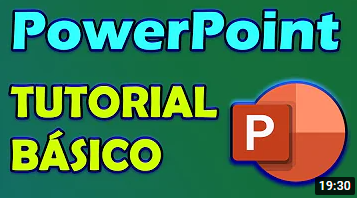 PowerPoint
TUTORIAL
BÁSICO
P
19:30